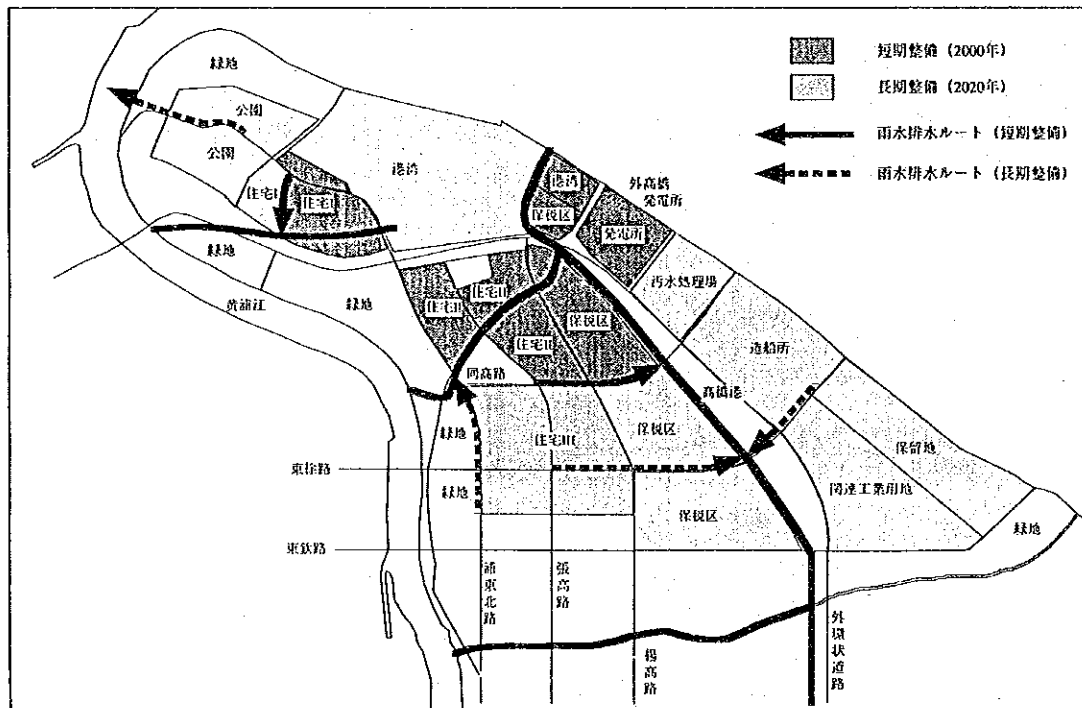 短期整備 (2000年)
長期整備 (2020年)
雨水排水ルート (短期整備)
雨水排水ルート (長期整備)
緑地
公園
公園
港湾
住宅I
住宅I
緑地
黄浦江
緑地
港湾
保税区
外高橋
発電所
発電所
汚水処理場
造船所
住宅II
住宅II
住宅II
保税区
同高路
高橋港
緑地
住宅III
保税区
保留地
東徐路
緑地
関連工業用地
保税区
緑地
東欽路
浦東北路
張高路
楊高路
外環状道路